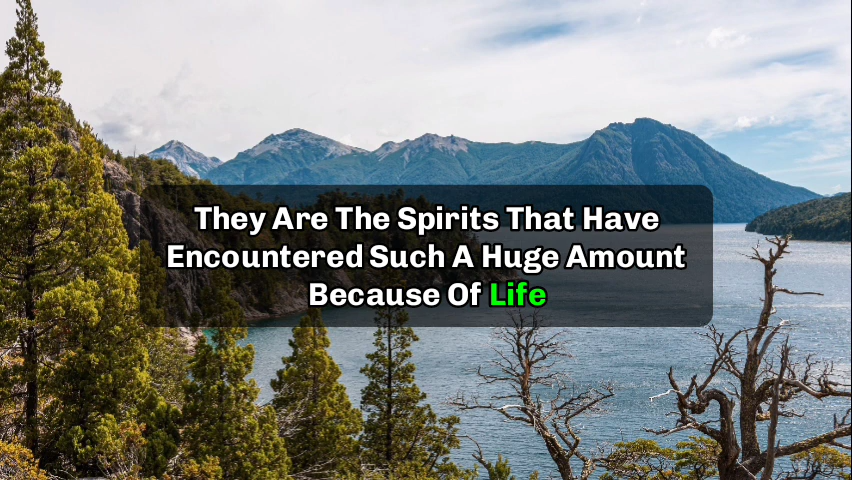 They Are The Spirits That Have
Encountered Such A Huge Amount
Because Of Life